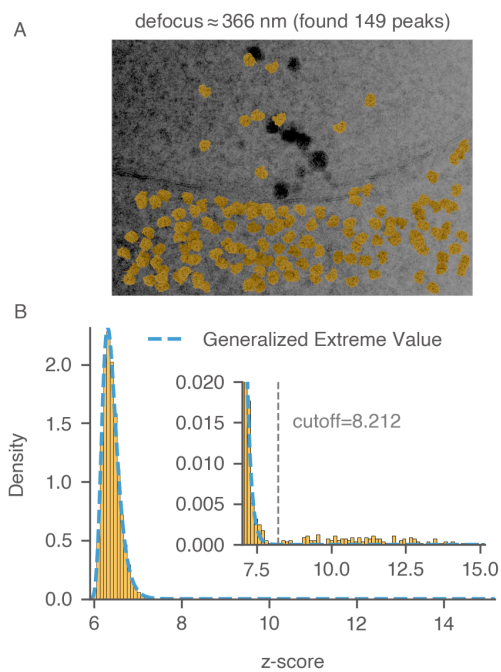 A
defocus ≈ 366 nm (found 149 peaks)
B
Generalized Extreme Value
2.0
1.5
1.0
0.5
0.0
Density
0.020
0.015
0.010
0.005
0.000
cutoff=8.212
7.5 10.0 12.5 15.0
6 8 10 12 14
z-score